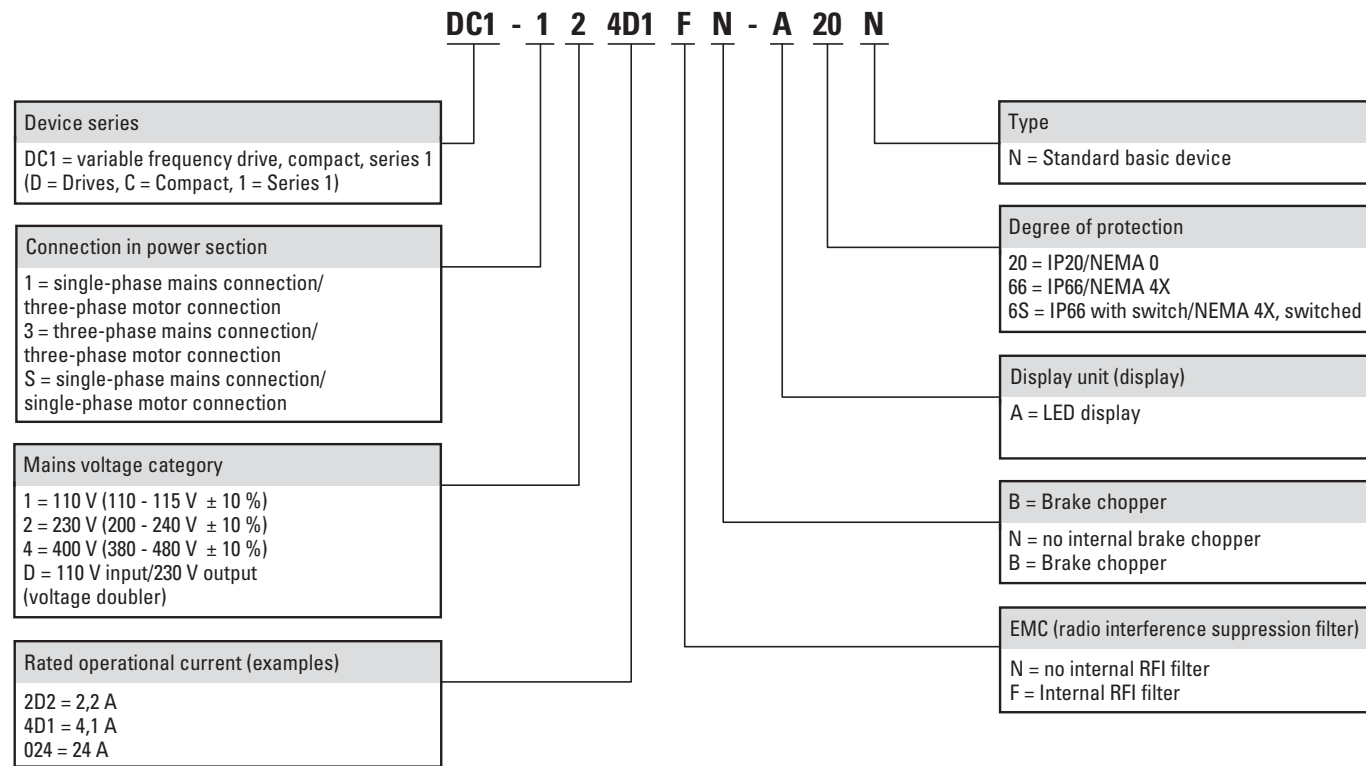 DC1 - 1 2 4D1 F N - A 20 N
Device series
DC1 = variable frequency drive, compact, series 1
(D = Drives, C = Compact, 1 = Series 1)
Connection in power section
1 = single-phase mains connection/
three-phase motor connection
3 = three-phase mains connection/
three-phase motor connection
S = single-phase mains connection/
single-phase motor connection
Mains voltage category
1 = 110 V (110 - 115 V ± 10 %)
2 = 230 V (200 - 240 V ± 10 %)
4 = 400 V (380 - 480 V ± 10 %)
D = 110 V input/230 V output
(voltage doubler)
Rated operational current (examples)
2D2 = 2,2 A
4D1 = 4,1 A
024 = 24 A
Type
N = Standard basic device
Degree of protection
20 = IP20/NEMA 0
66 = IP66/NEMA 4X
6S = IP66 with switch/NEMA 4X, switched
Display unit (display)
A = LED display
B = Brake chopper
N = no internal brake chopper
B = Brake chopper
EMC (radio interference suppression filter)
N = no internal RFI filter
F = Internal RFI filter